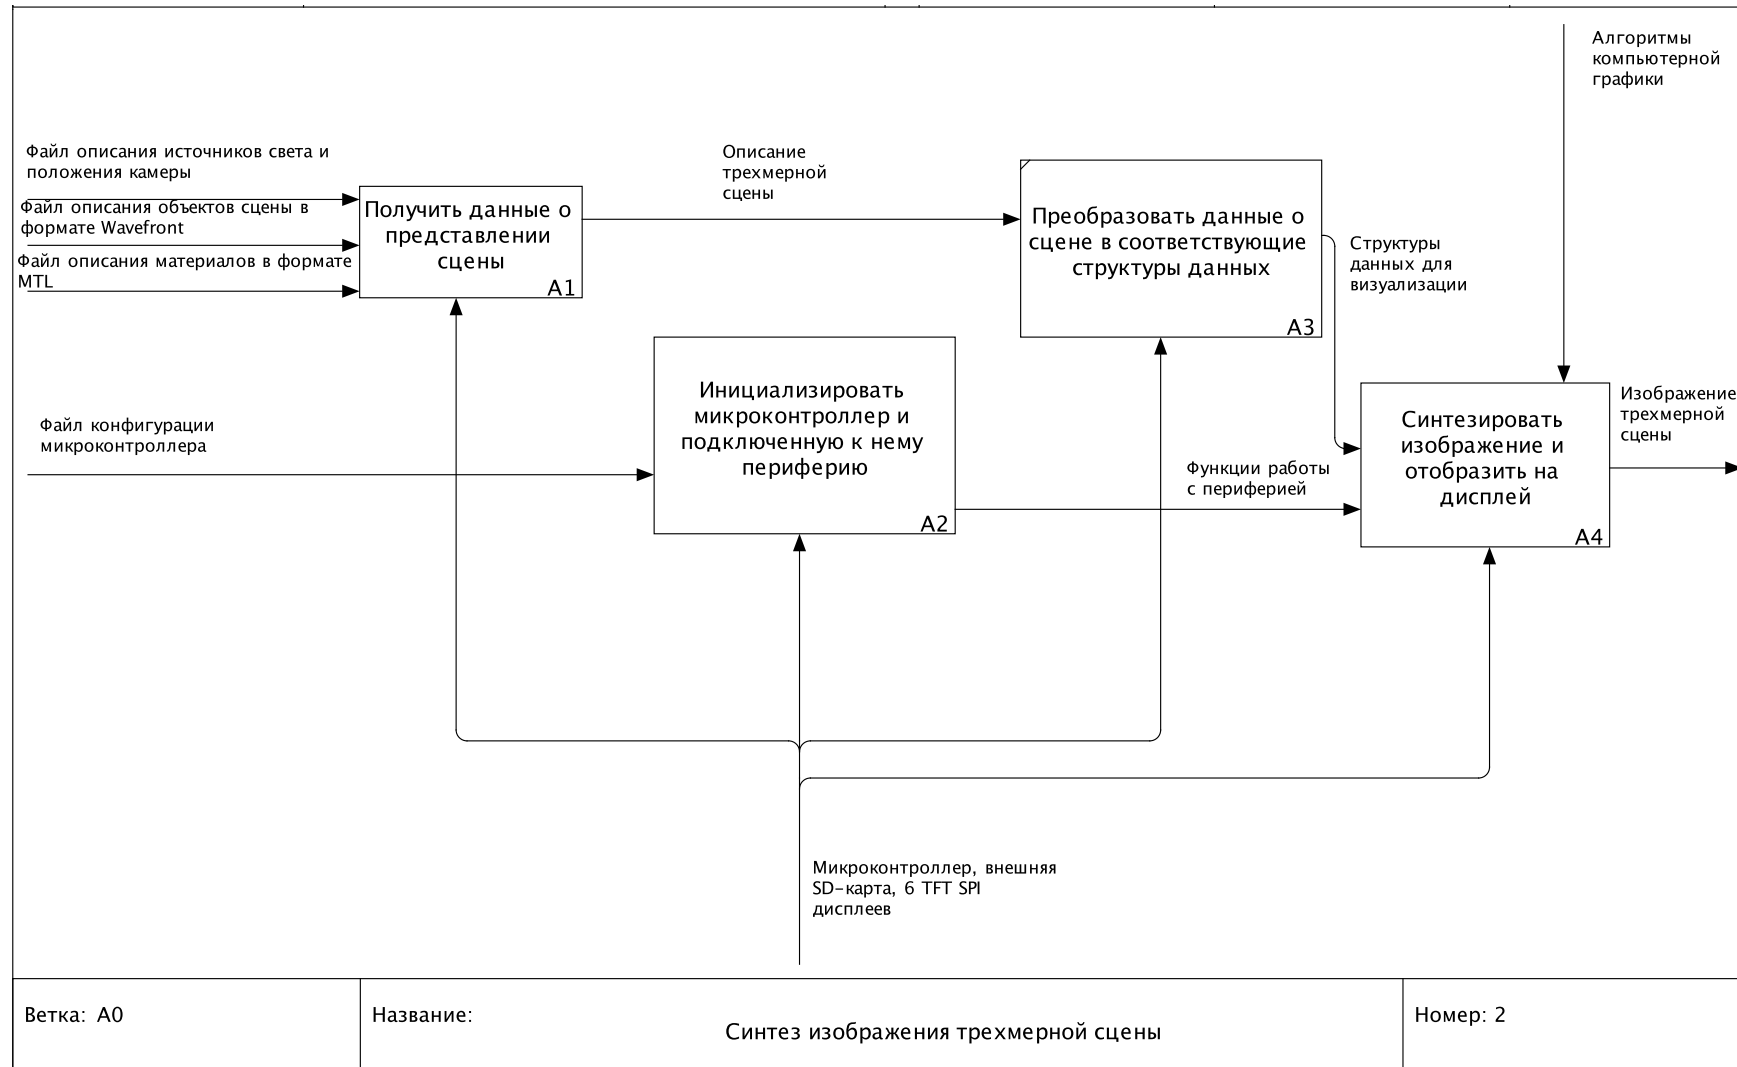 Алгоритмы
компьютерной
графики
Файл описания источников света и
положения камеры
Файл описания объектов сцены в
формате Wavefront
Файл описания материалов в формате
MTL
Получить данные о
представлении
сцены
A1
Описание
трехмерной
сцены
Преобразовать данные о
сцене в соответствующие
структуры данных
A3
Структуры
данных для
визуализации
Файл конфигурации
микроконтроллера
Инициализировать
микроконтроллер и
подключенную к нему
периферию
A2
Функции работы
с периферией
Синтезировать
изображение и
отобразить на
дисплей
A4
Изображение
трехмерной
сцены
Микроконтроллер, внешняя
SD-карта, 6 TFT SPI
дисплеев
Ветка: A0
Название:
Синтез изображения трехмерной сцены
Номер: 2